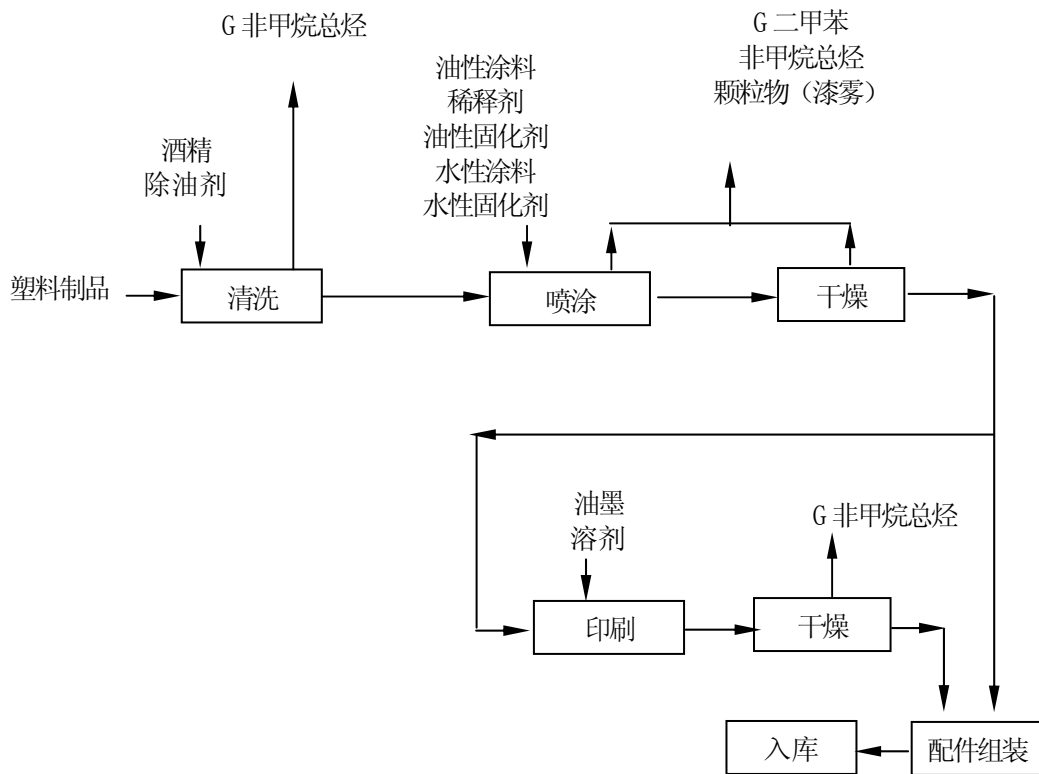 G 非甲烷总烃
G 二甲苯
非甲烷总烃
颗粒物（漆雾）
油性涂料
稀释剂
油性固化剂
水性涂料
水性固化剂
酒精
除油剂
塑料制品
清洗
喷涂
干燥
油墨
溶剂
G 非甲烷总烃
印刷
干燥
入库
配件组装